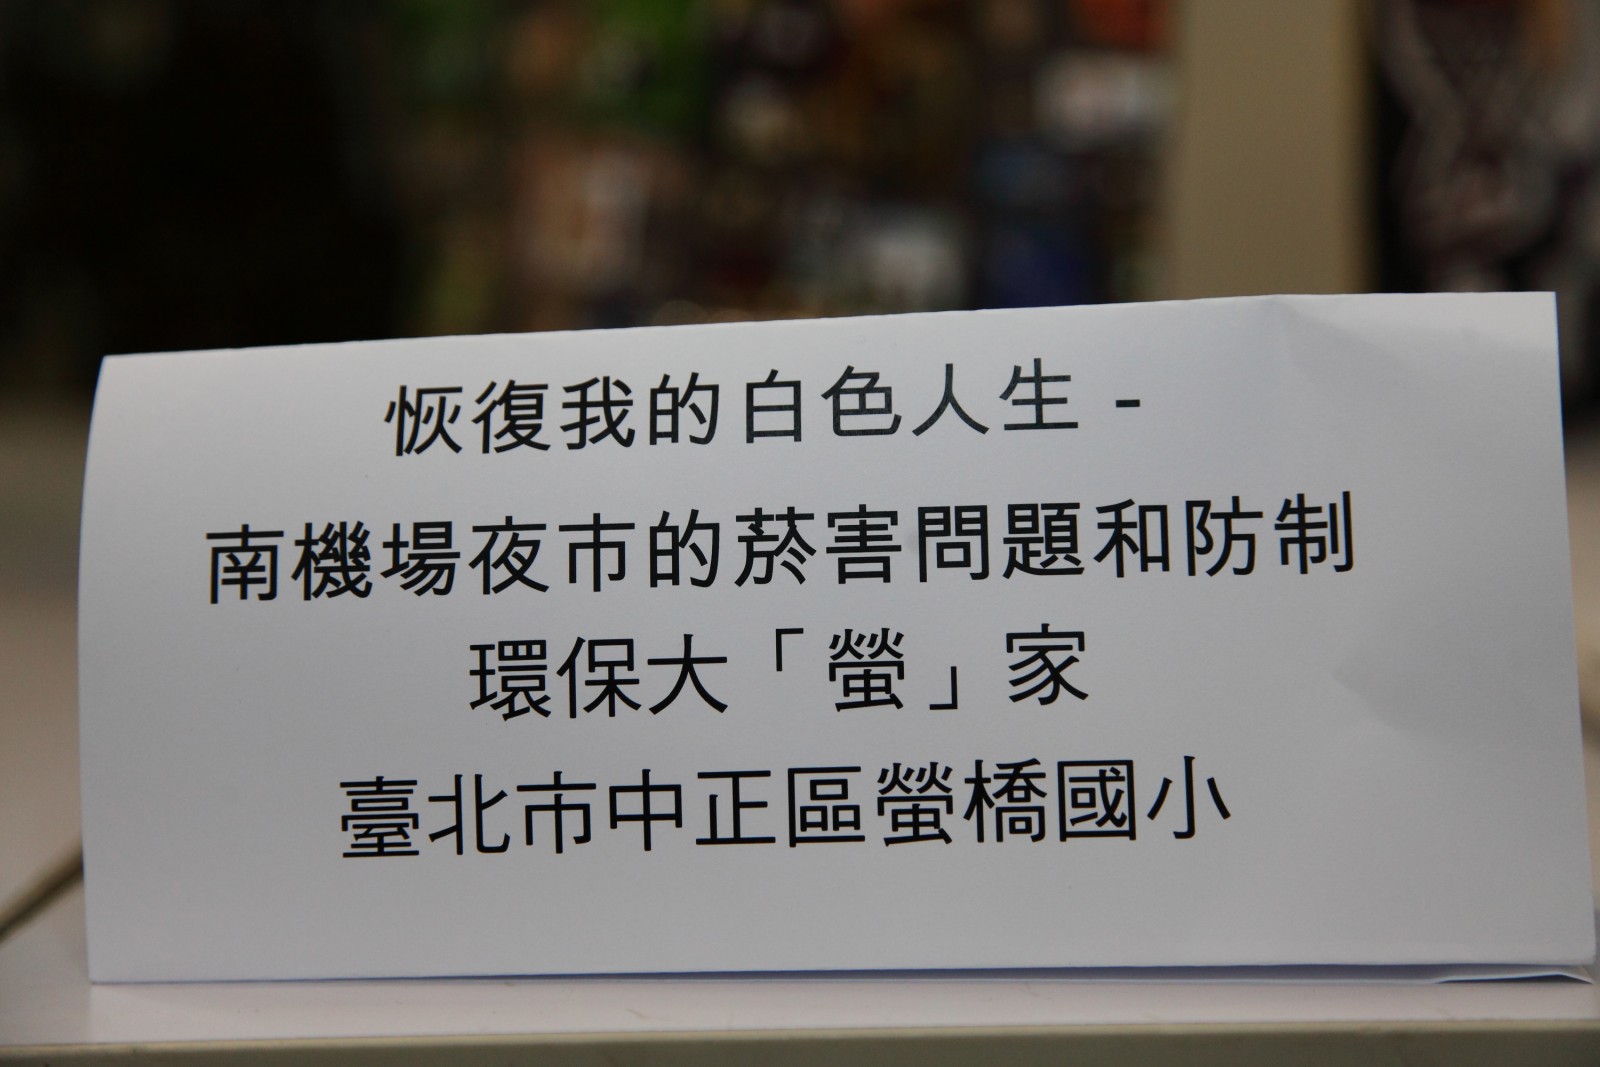 恢復我的白色人生 -
南機場夜市的菸害問題和防制
環保大「螢」家
臺北市中正區螢橋國小